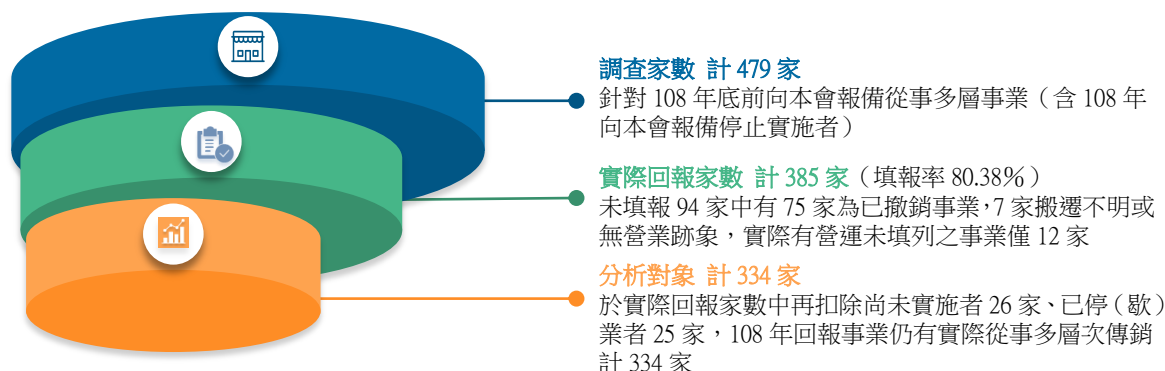 調查家數 計 479 家
針對 108 年底前向本會報備從事多層事業（含 108 年
向本會報備停止實施者）
實際回報家數 計 385 家（填報率 80.38%）
未填報 94 家中有 75 家為已撤銷事業，7 家搬遷不明或
無營業跡象，實際有營運未填列之事業僅 12 家
分析對象 計 334 家
於實際回報家數中再扣除尚未實施者 26 家、已停（歇）
業者 25 家，108 年回報事業仍有實際從事多層次傳銷
計 334 家